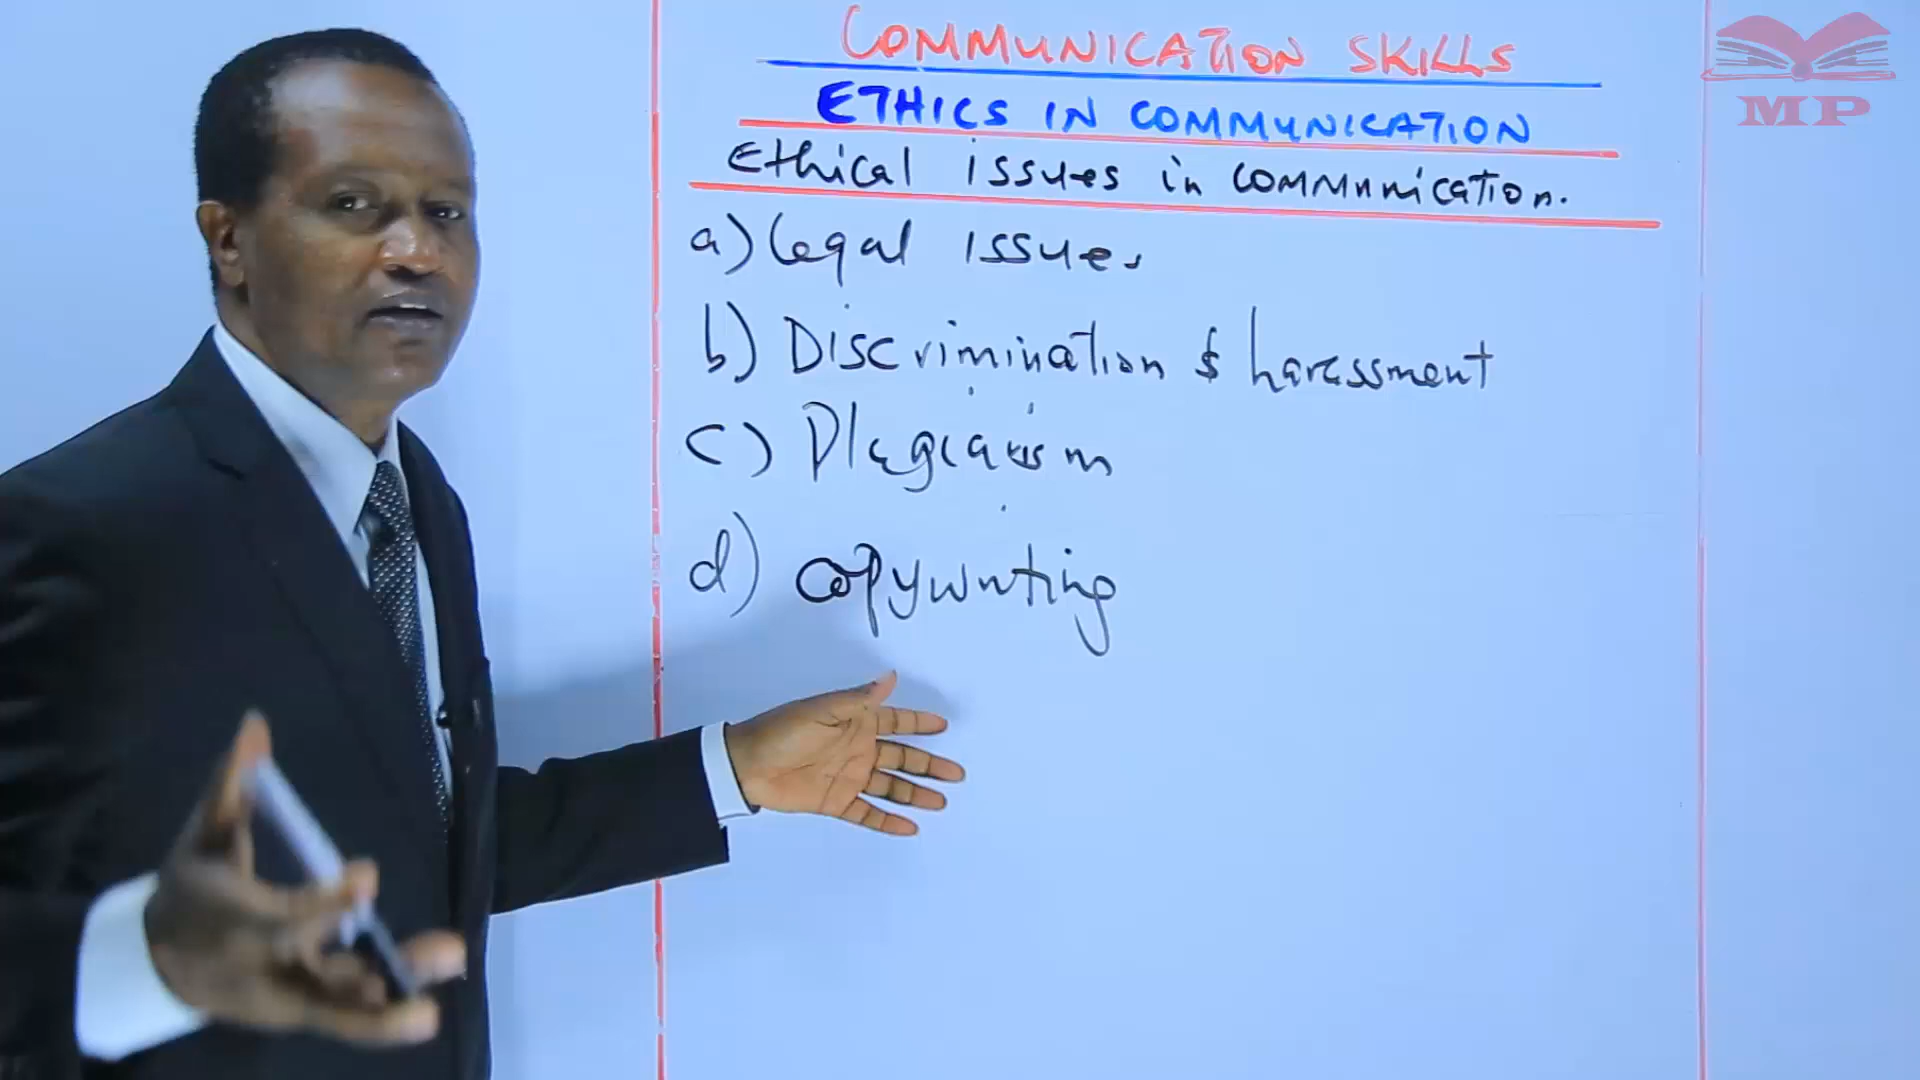 COMMUNICATION SKILLS
ETHICS IN COMMUNICATION
Ethical issues in communication.
a) Legal issues
b) Discrimination & harassment
c) Plagiarism
d) copywriting
MP